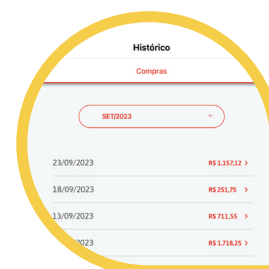 Histórico
Compras
SET/2023
23/09/2023
R$ 1.157,12 >
18/09/2023
R$ 251,75 >
13/09/2023
R$ 711,55 >
/2023
R$ 1.718,25 >